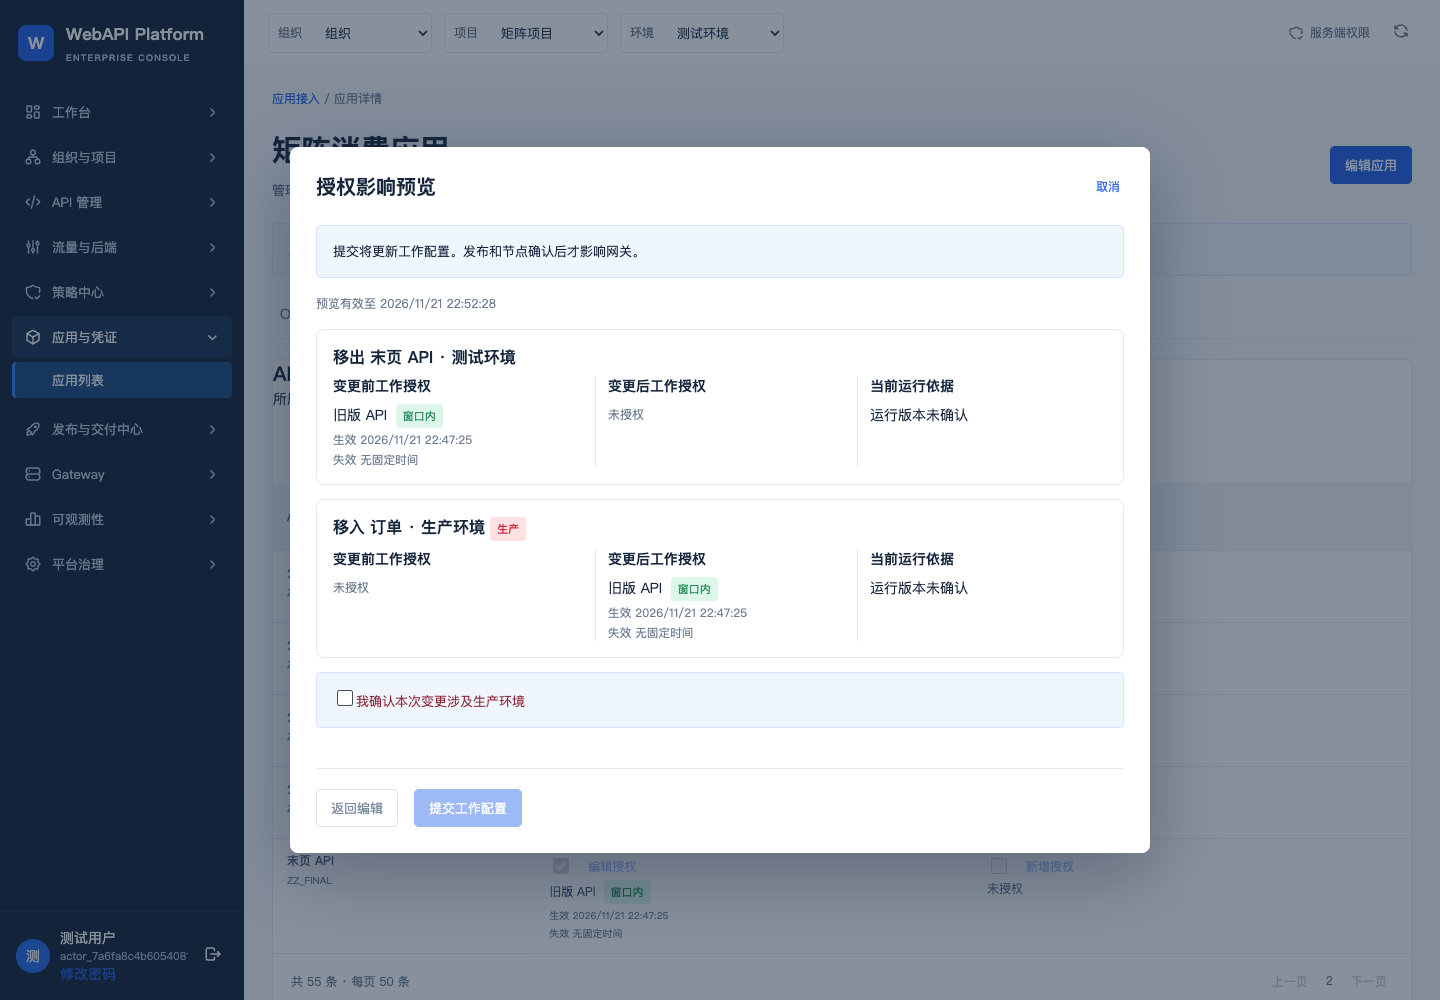 W
WebAPI Platform
ENTERPRISE CONSOLE
工作台
组织与项目
API 管理
流量与后端
策略中心
应用与凭证
应用列表
发布与交付中心
Gateway
可观测性
平台治理
测
测试用户
actor_7a6fa8c4b605408
修改密码
组织 组织
项目 矩阵项目
环境 测试环境
服务端权限
应用接入 / 应用详情
矩阵消费应用
编辑应用
授权影响预览
取消
提交将更新工作配置。发布和节点确认后才影响网关。
预览有效至 2026/11/21 22:52:28
移出 末页 API · 测试环境
变更前工作授权
旧版 API 窗口内
生效 2026/11/21 22:47:25
失效 无固定时间
变更后工作授权
未授权
当前运行依据
运行版本未确认
移入 订单 · 生产环境 生产
变更前工作授权
未授权
变更后工作授权
旧版 API 窗口内
生效 2026/11/21 22:47:25
失效 无固定时间
当前运行依据
运行版本未确认
我确认本次变更涉及生产环境
返回编辑
提交工作配置
末页 API
ZZ_FINAL
编辑授权
旧版 API 窗口内
生效 2026/11/21 22:47:25
失效 无固定时间
新增授权
未授权
共 55 条 · 每页 50 条
上一页 2 下一页